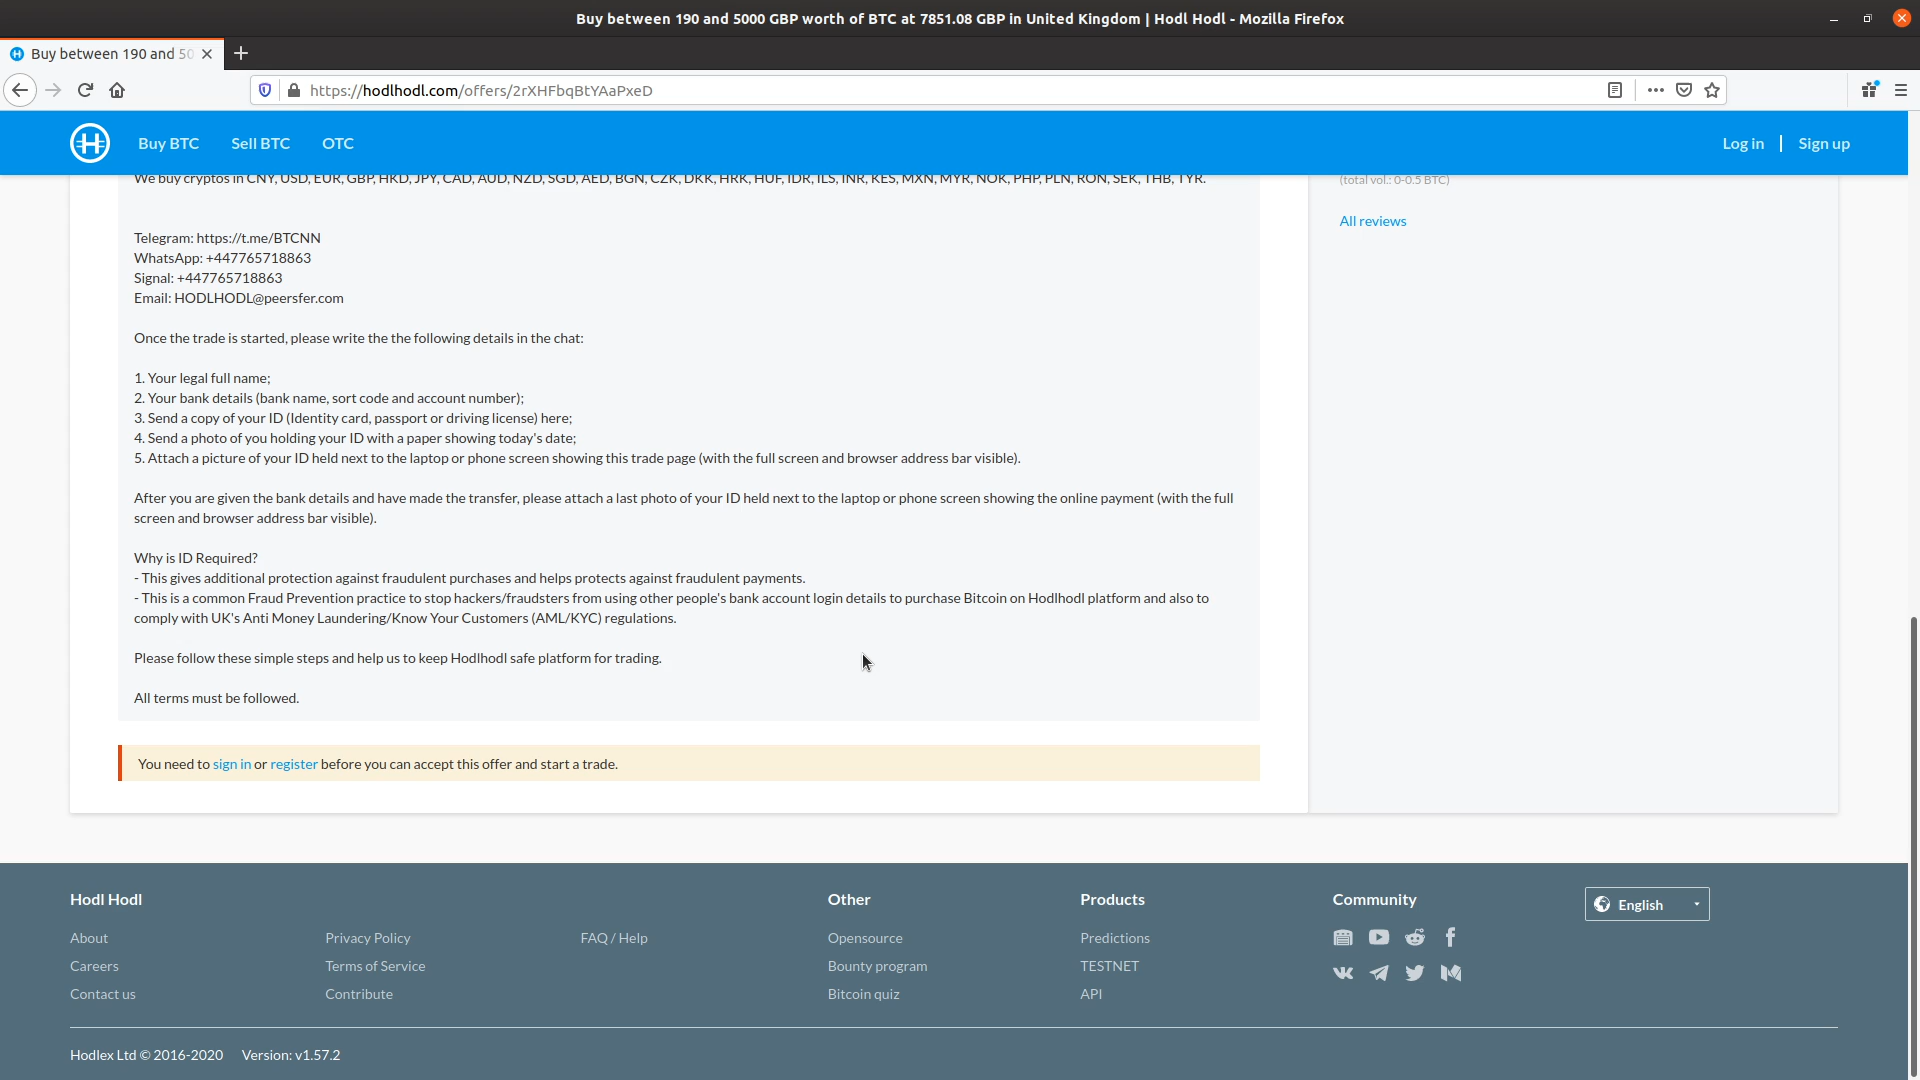 Buy between 190 and 5000 GBP worth of BTC at 7851.08 GBP in United Kingdom | Hodl Hodl - Mozilla Firefox
Buy between 190 and 50
https://hodlhodl.com/offers/2rXHFbqBtYAaPxeD
Buy BTC
Sell BTC
OTC
Log in
Sign up
We buy cryptos in CNY, USD, EUR, GBP, HKD, JPY, CAD, AUD, NZD, SGD, AED, BGN, CZK, DKK, HRK, HUF, IDR, ILS, INR, KES, MXN, MYR, NOK, PHP, PLN, RON, SEK, THB, TYR.
(total vol.: 0-0.5 BTC)
All reviews
Telegram: https://t.me/BTCNN
WhatsApp: +447765718863
Signal: +447765718863
Email: HODLHODL@peersfer.com
Once the trade is started, please write the the following details in the chat:
1. Your legal full name;
2. Your bank details (bank name, sort code and account number);
3. Send a copy of your ID (Identity card, passport or driving license) here;
4. Send a photo of you holding your ID with a paper showing today's date;
5. Attach a picture of your ID held next to the laptop or phone screen showing this trade page (with the full screen and browser address bar visible).
After you are given the bank details and have made the transfer, please attach a last photo of your ID held next to the laptop or phone screen showing the online payment (with the full
screen and browser address bar visible).
Why is ID Required?
- This gives additional protection against fraudulent purchases and helps protects against fraudulent payments.
- This is a common Fraud Prevention practice to stop hackers/fraudsters from using other people's bank account login details to purchase Bitcoin on Hodlhodl platform and also to
comply with UK's Anti Money Laundering/Know Your Customers (AML/KYC) regulations.
Please follow these simple steps and help us to keep Hodlhodl safe platform for trading.
All terms must be followed.
You need to sign in or register before you can accept this offer and start a trade.
Hodl Hodl
About
Careers
Contact us
Privacy Policy
Terms of Service
Contribute
FAQ / Help
Other
Opensource
Bounty program
Bitcoin quiz
Products
Predictions
TESTNET
API
Community
English
Hodlex Ltd © 2016-2020
Version: v1.57.2